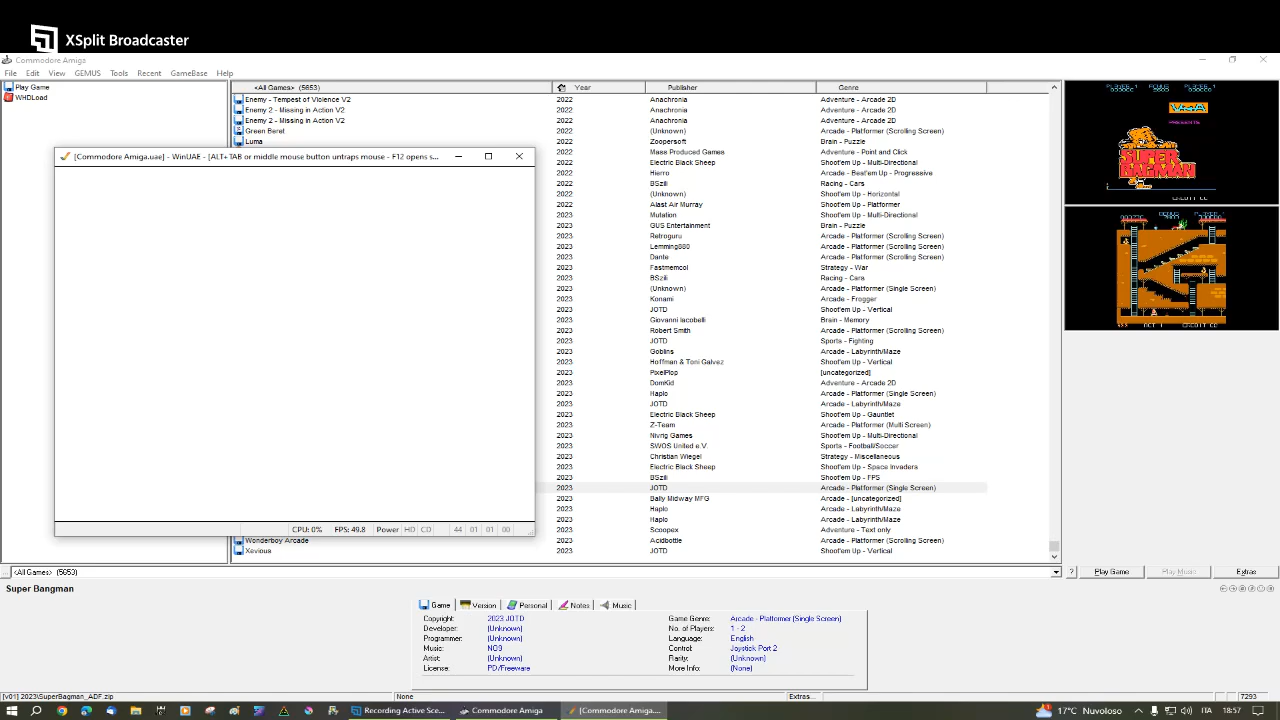 XSplit Broadcaster
Commodore Amiga
File Edit View GEMUS Tools Recent GameBase Help
Play Game
WHDLoad
<All Games> (5653) Year Publisher Genre
Enemy - Tempest of Violence V2 2022 Anachronia Adventure - Arcade 2D
Enemy 2 - Missing in Action V2 2022 Anachronia Adventure - Arcade 2D
Enemy 2 - Missing in Action V2 2022 Anachronia Adventure - Arcade 2D
Green Beret 2022 (Unknown) Arcade - Platformer (Scrolling Screen)
Luma 2022 Zoopersoft Brain - Puzzle
2022 Mass Produced Games Adventure - Point and Click
2022 Electric Black Sheep Shoot'em Up - Multi-Directional
2022 Hierro Arcade - Beat'em Up - Progressive
2022 BSzili Racing - Cars
2022 (Unknown) Shoot'em Up - Horizontal
2022 Alast Air Murray Shoot'em Up - Platformer
2023 Mutation Shoot'em Up - Multi-Directional
2023 GUS Entertainment Brain - Puzzle
2023 Retroguru Arcade - Platformer (Scrolling Screen)
2023 Lemming880 Arcade - Platformer (Scrolling Screen)
2023 Dante Arcade - Platformer (Scrolling Screen)
2023 Fastmemcol Strategy - War
2023 BSzili Racing - Cars
2023 (Unknown) Arcade - Platformer (Single Screen)
2023 Konami Arcade - Frogger
2023 JOTD Shoot'em Up - Vertical
2023 Giovanni Iacobelli Brain - Memory
2023 Robert Smith Arcade - Platformer (Scrolling Screen)
2023 JOTD Sports - Fighting
2023 Goblins Arcade - Labyrinth/Maze
2023 Hoffman & Toni Galvez Shoot'em Up - Vertical
2023 PixelPlop [uncategorized]
2023 DomKid Adventure - Arcade 2D
2023 Haplo Arcade - Platformer (Single Screen)
2023 JOTD Arcade - Labyrinth/Maze
2023 Electric Black Sheep Shoot'em Up - Gauntlet
2023 Z-Team Arcade - Platformer (Multi Screen)
2023 Nivrig Games Shoot'em Up - Multi-Directional
2023 SWOS United e.V. Sports - Football/Soccer
2023 Christian Wiegel Strategy - Miscellaneous
2023 Electric Black Sheep Shoot'em Up - Space Invaders
2023 BSzili Shoot'em Up - FPS
2023 JOTD Arcade - Platformer (Single Screen)
2023 Bally Midway MFG Arcade - [uncategorized]
2023 Haplo Arcade - Labyrinth/Maze
2023 Haplo Arcade - Labyrinth/Maze
2023 Scoopex Adventure - Text only
Wonderboy Arcade 2023 Acidbottle Arcade - Platformer (Scrolling Screen)
Xevious 2023 JOTD Shoot'em Up - Vertical
[Commodore Amiga.uae] - WinUAE - [ALT+TAB or middle mouse button untraps mouse - F12 opens s...
CPU: 0% FPS: 49.8 Power HD CD 44 01 01 00
PRESENTS
SUPER
BAGMAN
<All Games> (5653) ? Play Game Play Music Extras
Super Bangman
Game Version Personal Notes Music
Copyright: 2023 JOTD Game Genre: Arcade - Platformer (Single Screen)
Developer: (Unknown) No. of Players: 1 - 2
Programmer: (Unknown) Language: English
Music: NO9 Control: Joystick Port 2
Artist: (Unknown) Rarity: (Unknown)
License: PD/Freeware More Info: (None)
[v01] 2023\SuperBagman_ADF.zip None Extras... 7293
Recording Active Sce... Commodore Amiga [Commodore Amiga.... 17°C Nuvoloso ITA 18:57